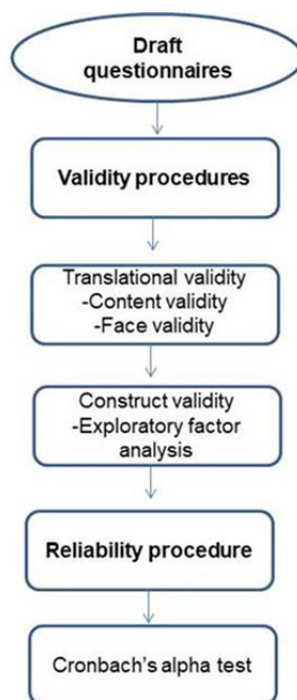 Draft
questionnaires
Validity procedures
Translational validity
-Content validity
-Face validity
Construct validity
-Exploratory factor
analysis
Reliability procedure
Cronbach's alpha test